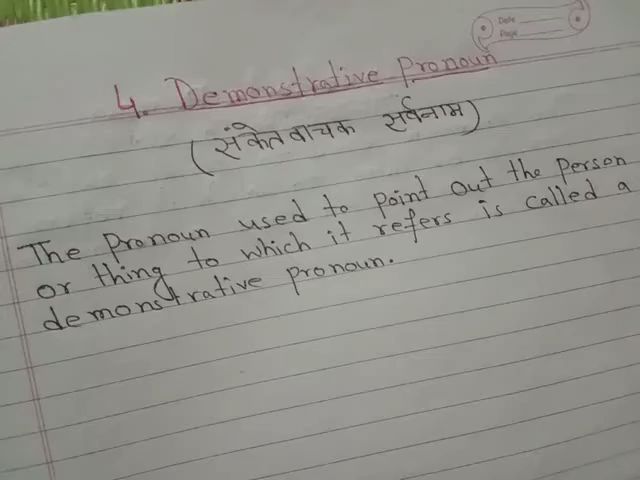 Date
Page
4. Demonstrative Pronoun
(संकेतवाचक सर्वनाम)
The pronoun used to point out the person
or thing to which it refers is called a
demonstrative pronoun.